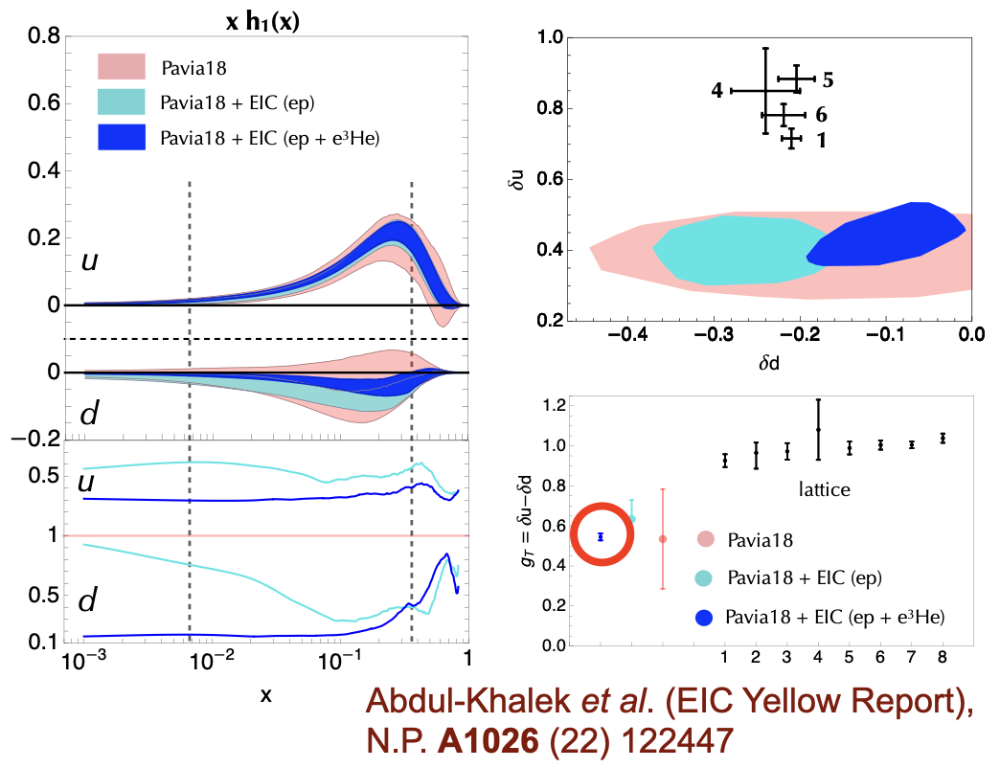 x h₁(x)
0.8
0.6
0.4
0.2
0
0
−0.2
Pavia18
Pavia18 + EIC (ep)
Pavia18 + EIC (ep + e³He)
u
d
0.5
1
0.5
0.1
u
d
10⁻³
10⁻²
10⁻¹
1
x
1.0
0.8
0.6
0.4
0.2
δu
4
5
6
1
−0.4
−0.3
−0.2
−0.1
0.0
δd
1.2
1.0
0.8
0.6
0.4
0.2
0.0
g_T = δu−δd
lattice
Pavia18
Pavia18 + EIC (ep)
Pavia18 + EIC (ep + e³He)
1 2 3 4 5 6 7 8
Abdul-Khalek et al. (EIC Yellow Report),
N.P. A1026 (22) 122447